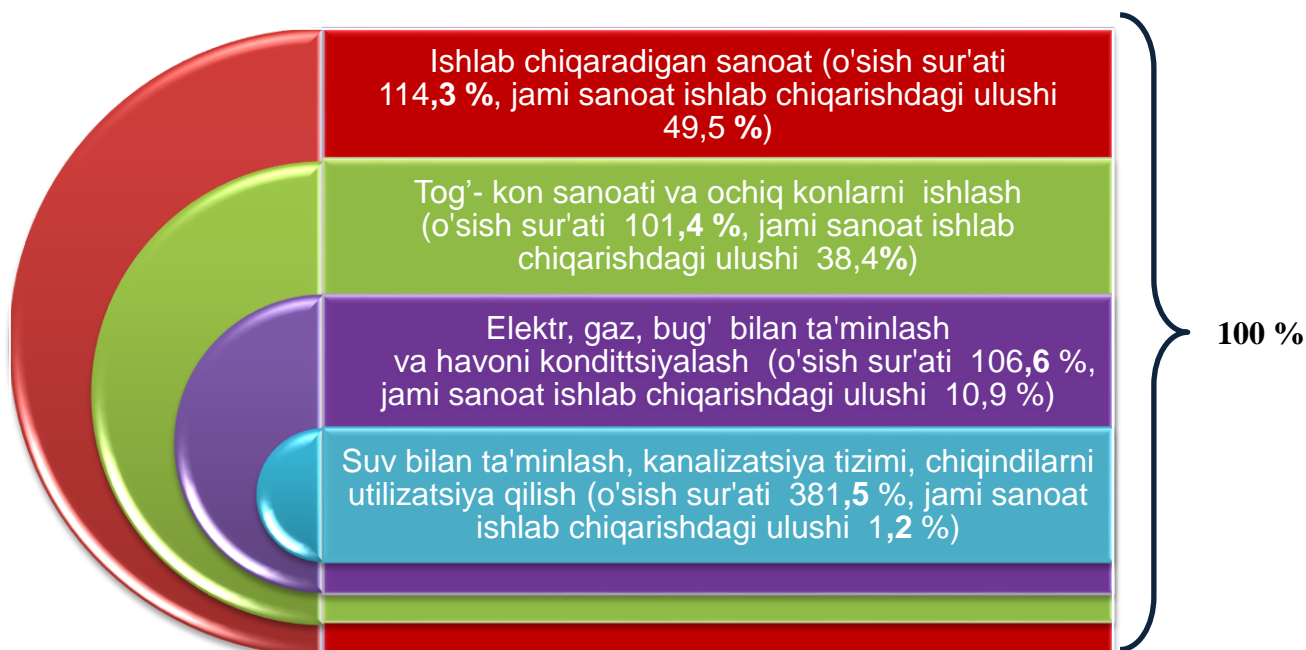 Ishlab chiqaradigan sanoat (o'sish sur'ati
114,3 %, jami sanoat ishlab chiqarishdagi ulushi
49,5 %)
Tog’- kon sanoati va ochiq konlarni  ishlash
(o'sish sur'ati  101,4 %, jami sanoat ishlab
chiqarishdagi ulushi  38,4%)
Elektr, gaz, bug'  bilan ta'minlash
va havoni kondittsiyalash  (o'sish sur'ati  106,6 %,
jami sanoat ishlab chiqarishdagi ulushi  10,9 %)
Suv bilan ta'minlash, kanalizatsiya tizimi, chiqindilarni
utilizatsiya qilish (o'sish sur'ati  381,5 %, jami sanoat
ishlab chiqarishdagi ulushi  1,2 %)
100 %